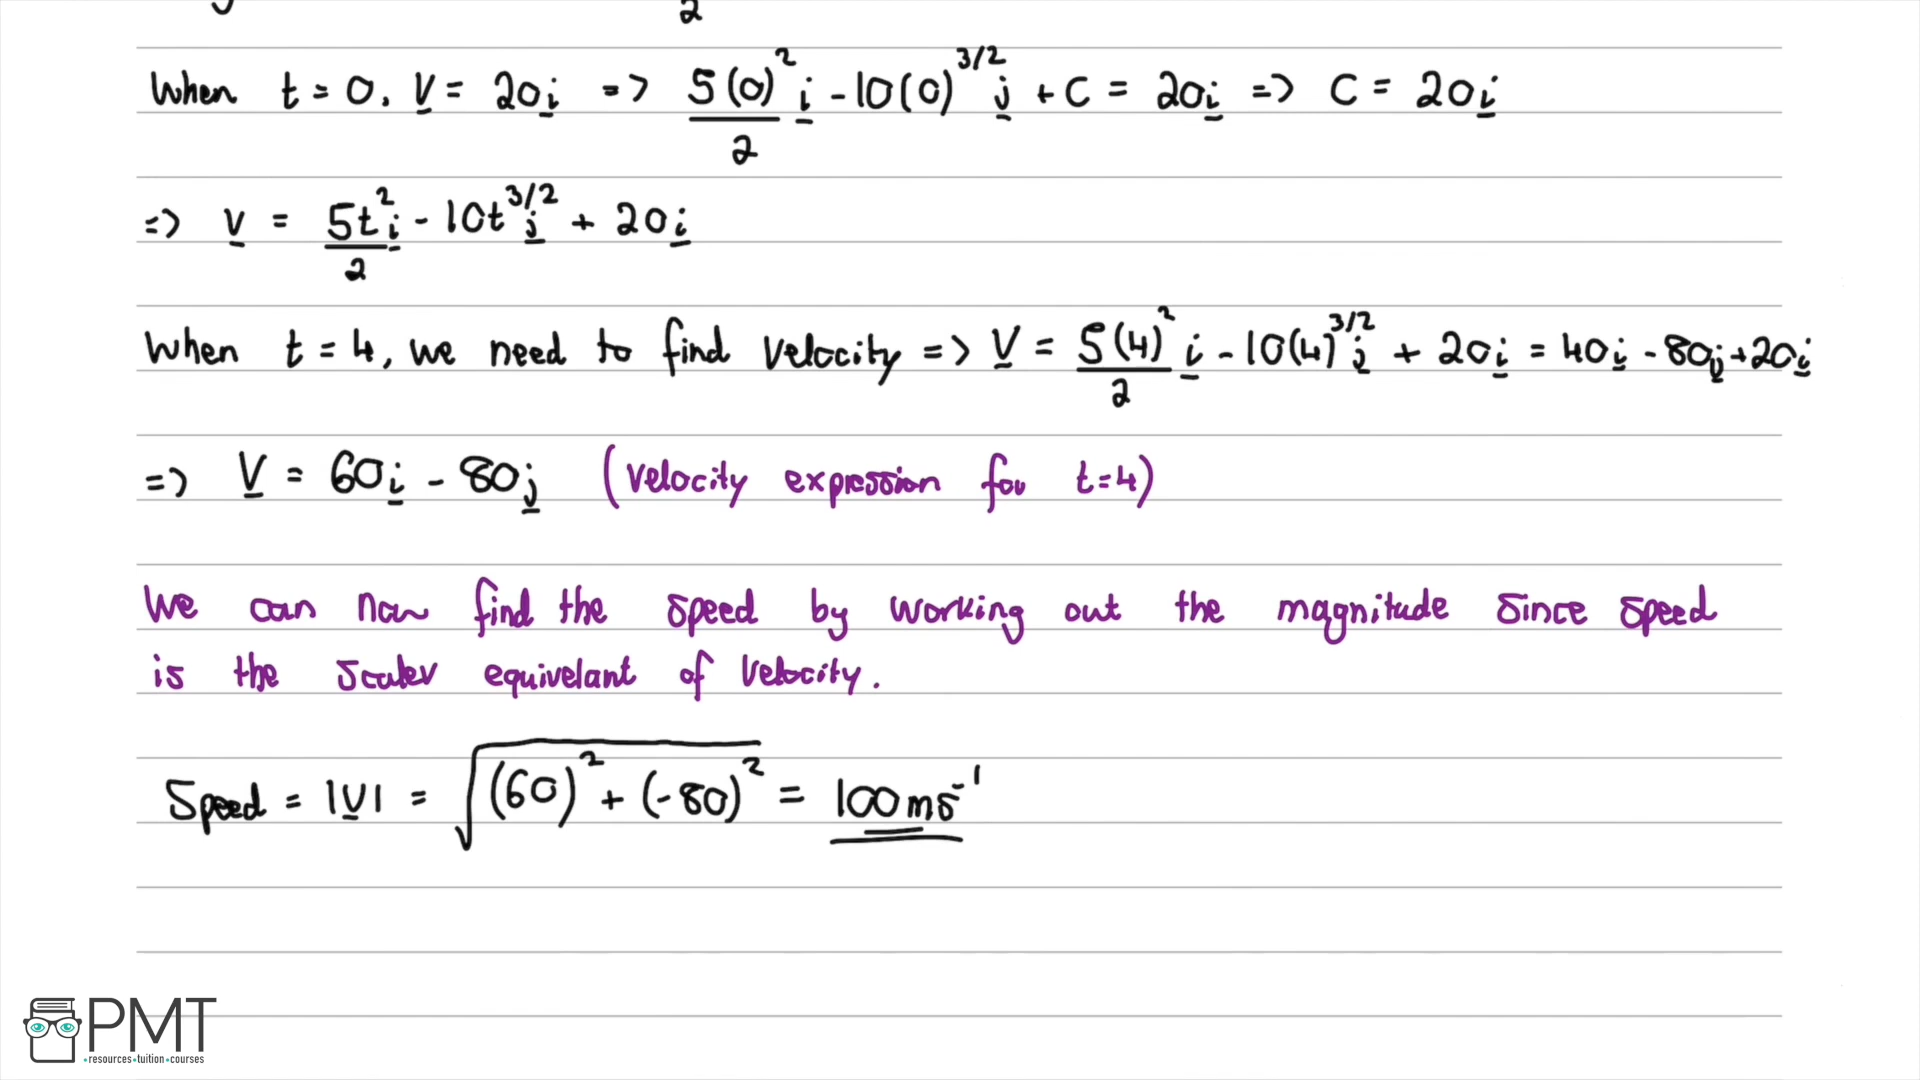 2
When t = 0, v = 20i => 5(0)²/2 i - 10(0)^3/2 j + C = 20i => C = 20i
=> v = 5t²/2 i - 10t^3/2 j + 20i
When t = 4, we need to find velocity => v = 5(4)²/2 i - 10(4)^3/2 j + 20i = 40i - 80j + 20i
=> v = 60i - 80j (velocity expression for t=4)
We can now find the speed by working out the magnitude since speed
is the scaler equivelant of velocity.
Speed = |v| = √((60)² + (-80)²) = 100ms⁻¹
PMT
•resources•tuition•courses